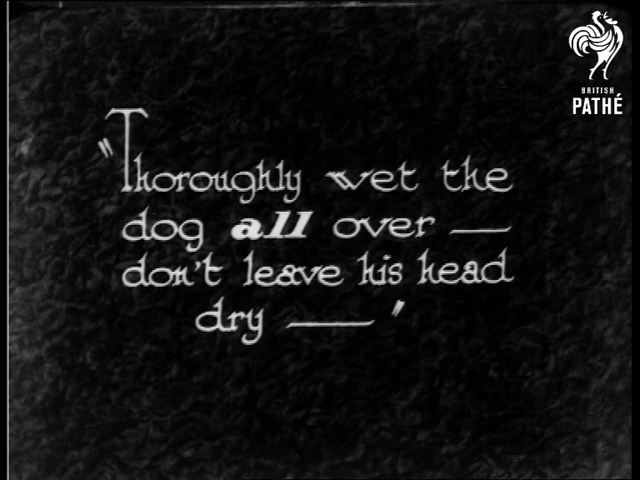 BRITISH
PATHÉ
"Thoroughly wet the
dog all over —
don't leave his head
dry — "